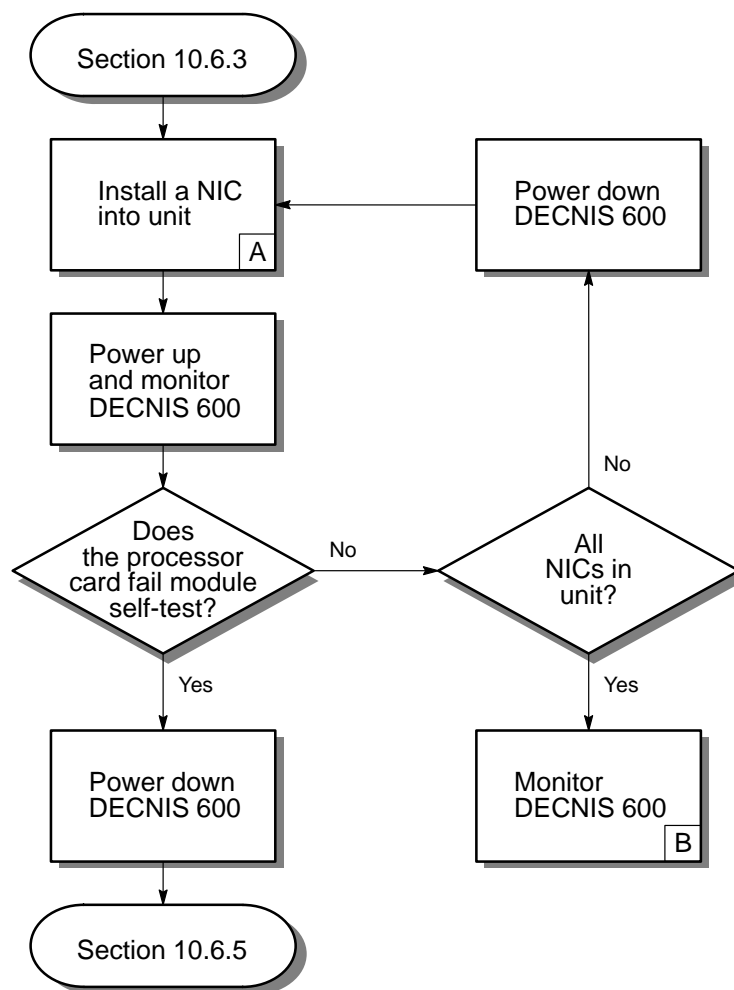 Section 10.6.3
Install a NIC
into unit
A
Power down
DECNIS 600
Power up
and monitor
DECNIS 600
No
Does
the processor
card fail module
self-test?
No
All
NICs in
unit?
Yes
Yes
Power down
DECNIS 600
Monitor
DECNIS 600
B
Section 10.6.5